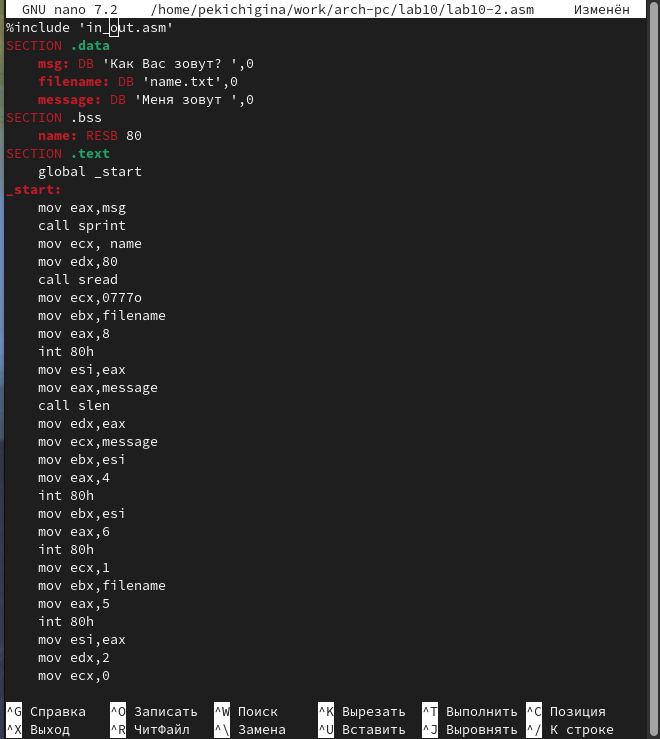 GNU nano 7.2 /home/pekichigina/work/arch-pc/lab10/lab10-2.asm Изменён
%include 'in_out.asm'
SECTION .data
msg: DB 'Как Вас зовут? ',0
filename: DB 'name.txt',0
message: DB 'Меня зовут ',0
SECTION .bss
name: RESB 80
SECTION .text
global _start
_start:
mov eax,msg
call sprint
mov ecx, name
mov edx,80
call sread
mov ecx,0777o
mov ebx,filename
mov eax,8
int 80h
mov esi,eax
mov eax,message
call slen
mov edx,eax
mov ecx,message
mov ebx,esi
mov eax,4
int 80h
mov ebx,esi
mov eax,6
int 80h
mov ecx,1
mov ebx,filename
mov eax,5
int 80h
mov esi,eax
mov edx,2
mov ecx,0
^G Справка ^O Записать ^W Поиск ^K Вырезать ^T Выполнить ^C Позиция
^X Выход ^R ЧитФайл ^\ Замена ^U Вставить ^J Выровнять ^/ К строке